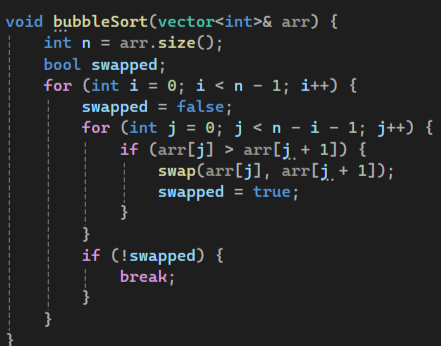 void bubbleSort(vector<int>& arr) {
    int n = arr.size();
    bool swapped;
    for (int i = 0; i < n - 1; i++) {
        swapped = false;
        for (int j = 0; j < n - i - 1; j++) {
            if (arr[j] > arr[j + 1]) {
                swap(arr[j], arr[j + 1]);
                swapped = true;
            }
        }
        if (!swapped) {
            break;
        }
    }
}